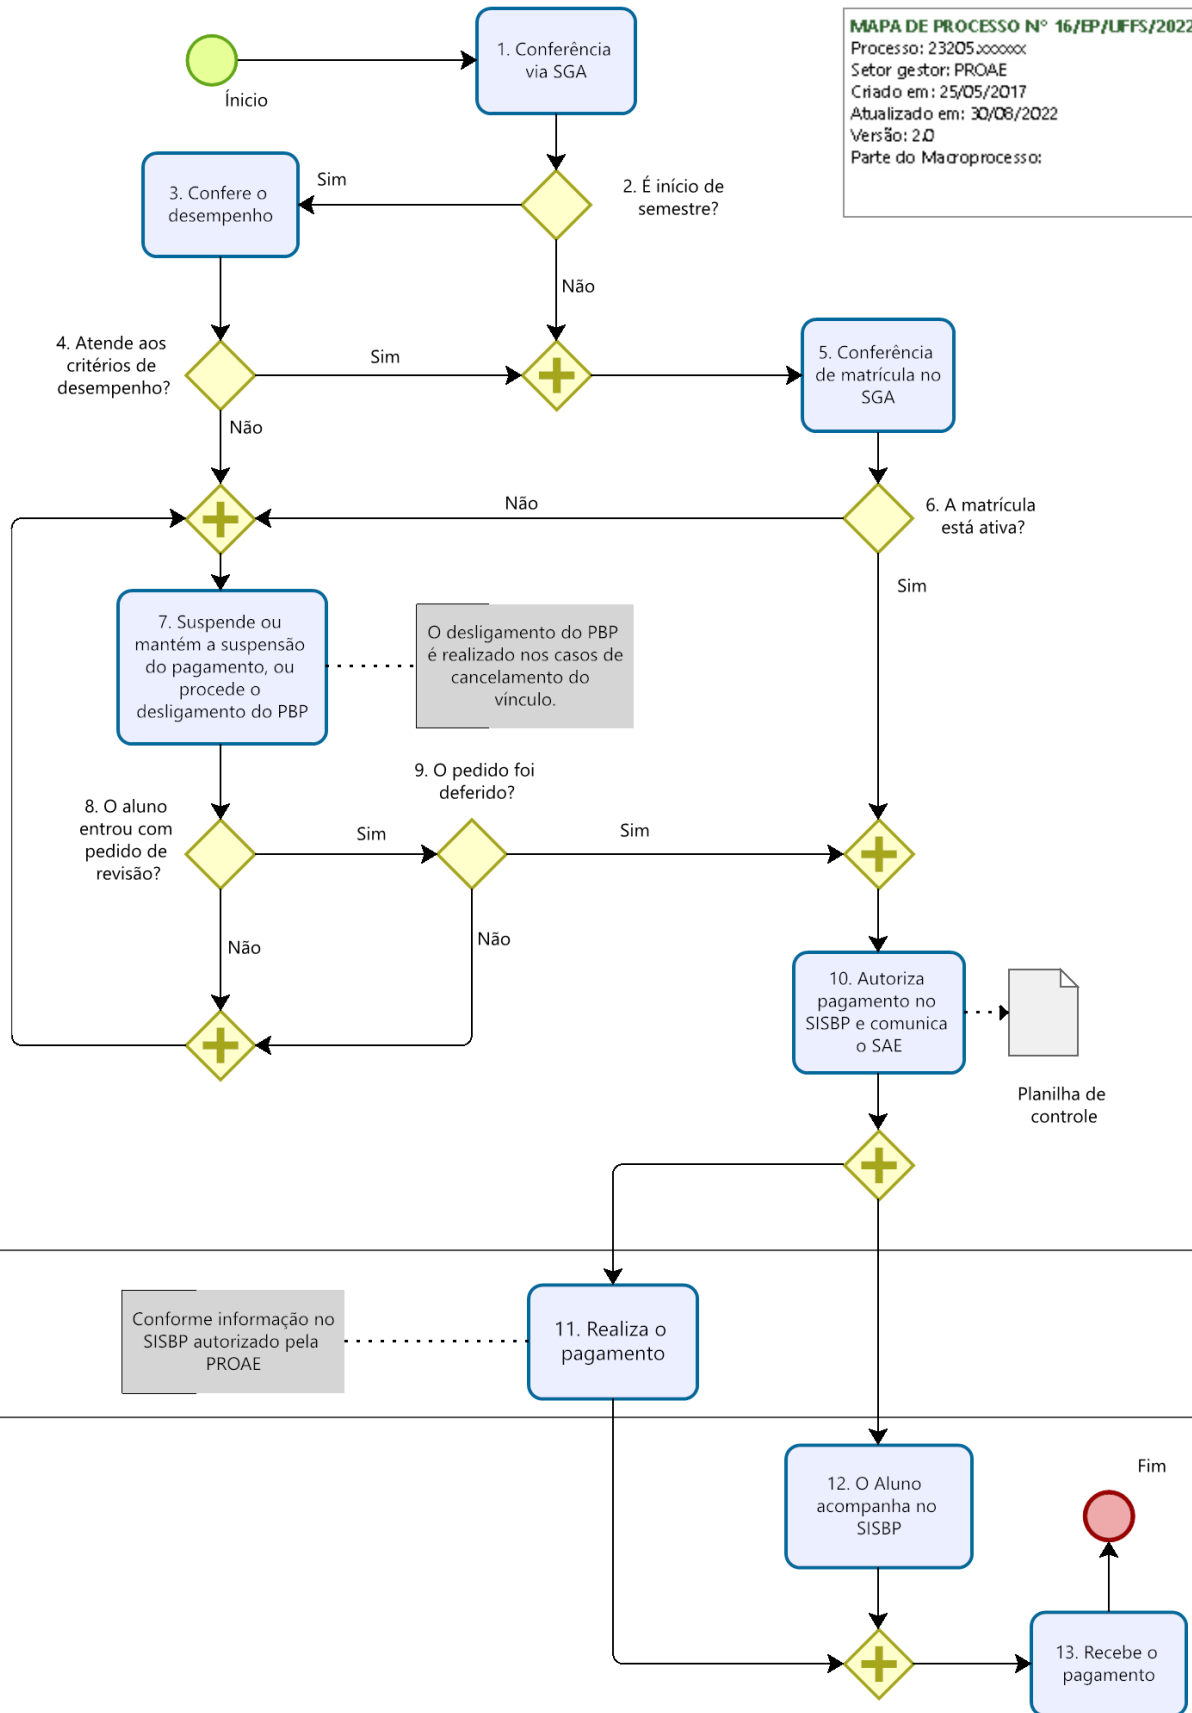 MAPA DE PROCESSO N° 16/EP/UFFS/2022
Processo: 23205.xxxxxx
Setor gestor: PROAE
Criado em: 25/05/2017
Atualizado em: 30/08/2022
Versão: 2.0
Parte do Macroprocesso:
Ínicio
1. Conferência
via SGA
2. É início de
semestre?
Sim
3. Confere o
desempenho
Não
4. Atende aos
critérios de
desempenho?
Sim
5. Conferência
de matrícula no
SGA
Não
Não
6. A matrícula
está ativa?
Sim
7. Suspende ou
mantém a suspensão
do pagamento, ou
procede o
desligamento do PBP
O desligamento do PBP
é realizado nos casos de
cancelamento do
vínculo.
9. O pedido foi
deferido?
8. O aluno
entrou com
pedido de
revisão?
Sim
Sim
Não
Não
10. Autoriza
pagamento no
SISBP e comunica
o SAE
Planilha de
controle
Conforme informação no
SISBP autorizado pela
PROAE
11. Realiza o
pagamento
12. O Aluno
acompanha no
SISBP
Fim
13. Recebe o
pagamento